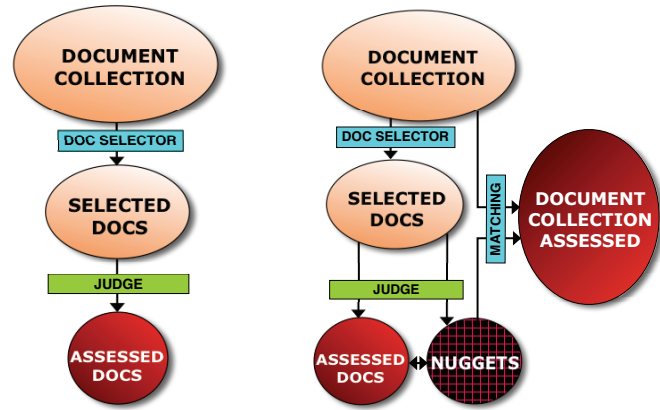 DOCUMENT
COLLECTION
DOC SELECTOR
SELECTED
DOCS
JUDGE
ASSESSED
DOCS
DOCUMENT
COLLECTION
DOC SELECTOR
SELECTED
DOCS
MATCHING
DOCUMENT
COLLECTION
ASSESSED
JUDGE
ASSESSED
DOCS
NUGGETS